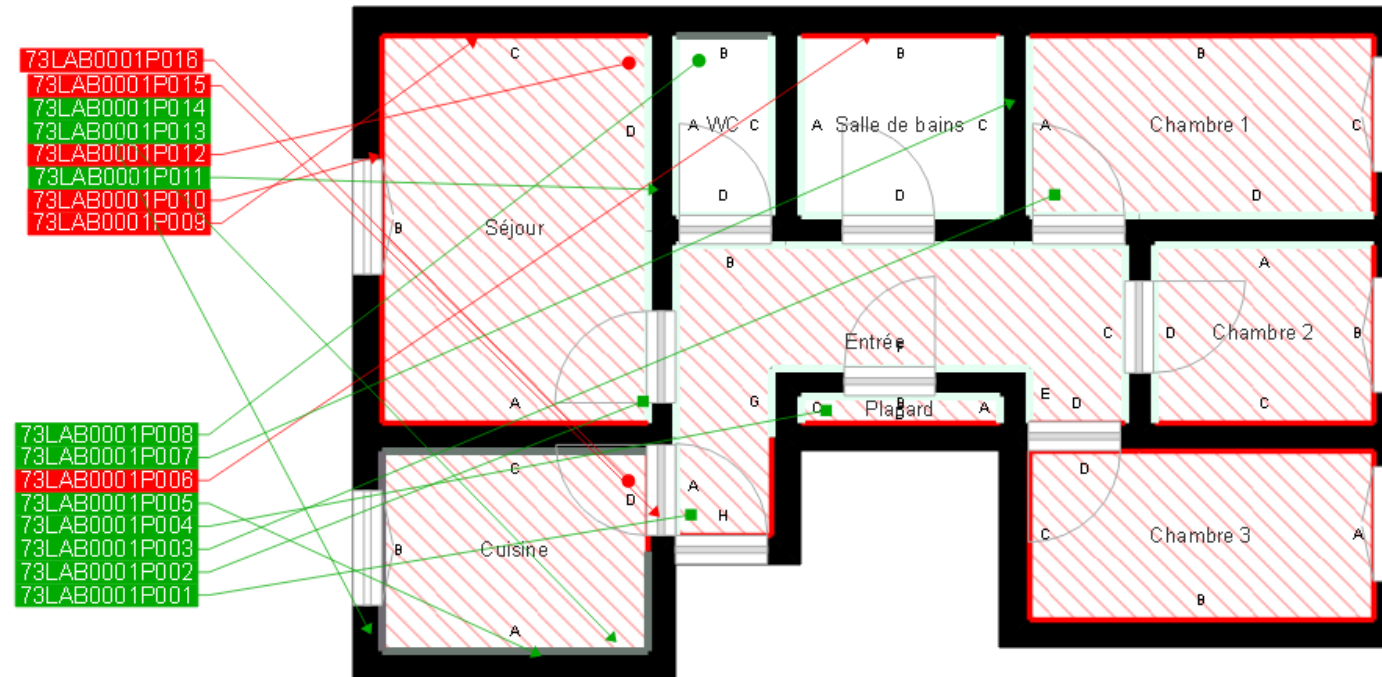 73LAB0001P016
73LAB0001P015
73LAB0001P014
73LAB0001P013
73LAB0001P012
73LAB0001P011
73LAB0001P010
73LAB0001P009
73LAB0001P008
73LAB0001P007
73LAB0001P006
73LAB0001P005
73LAB0001P004
73LAB0001P003
73LAB0001P002
73LAB0001P001
C
D
B
Séjour
A
B
A WC C
D
B
A Salle de bains C
D
B
A Chambre 1 C
D
B
Entrée
F
C
G
E
D
A
H
A
D Chambre 2 B
C
C B A
Placard
D
C
D
B
Cuisine
A
D
C Chambre 3 A
B